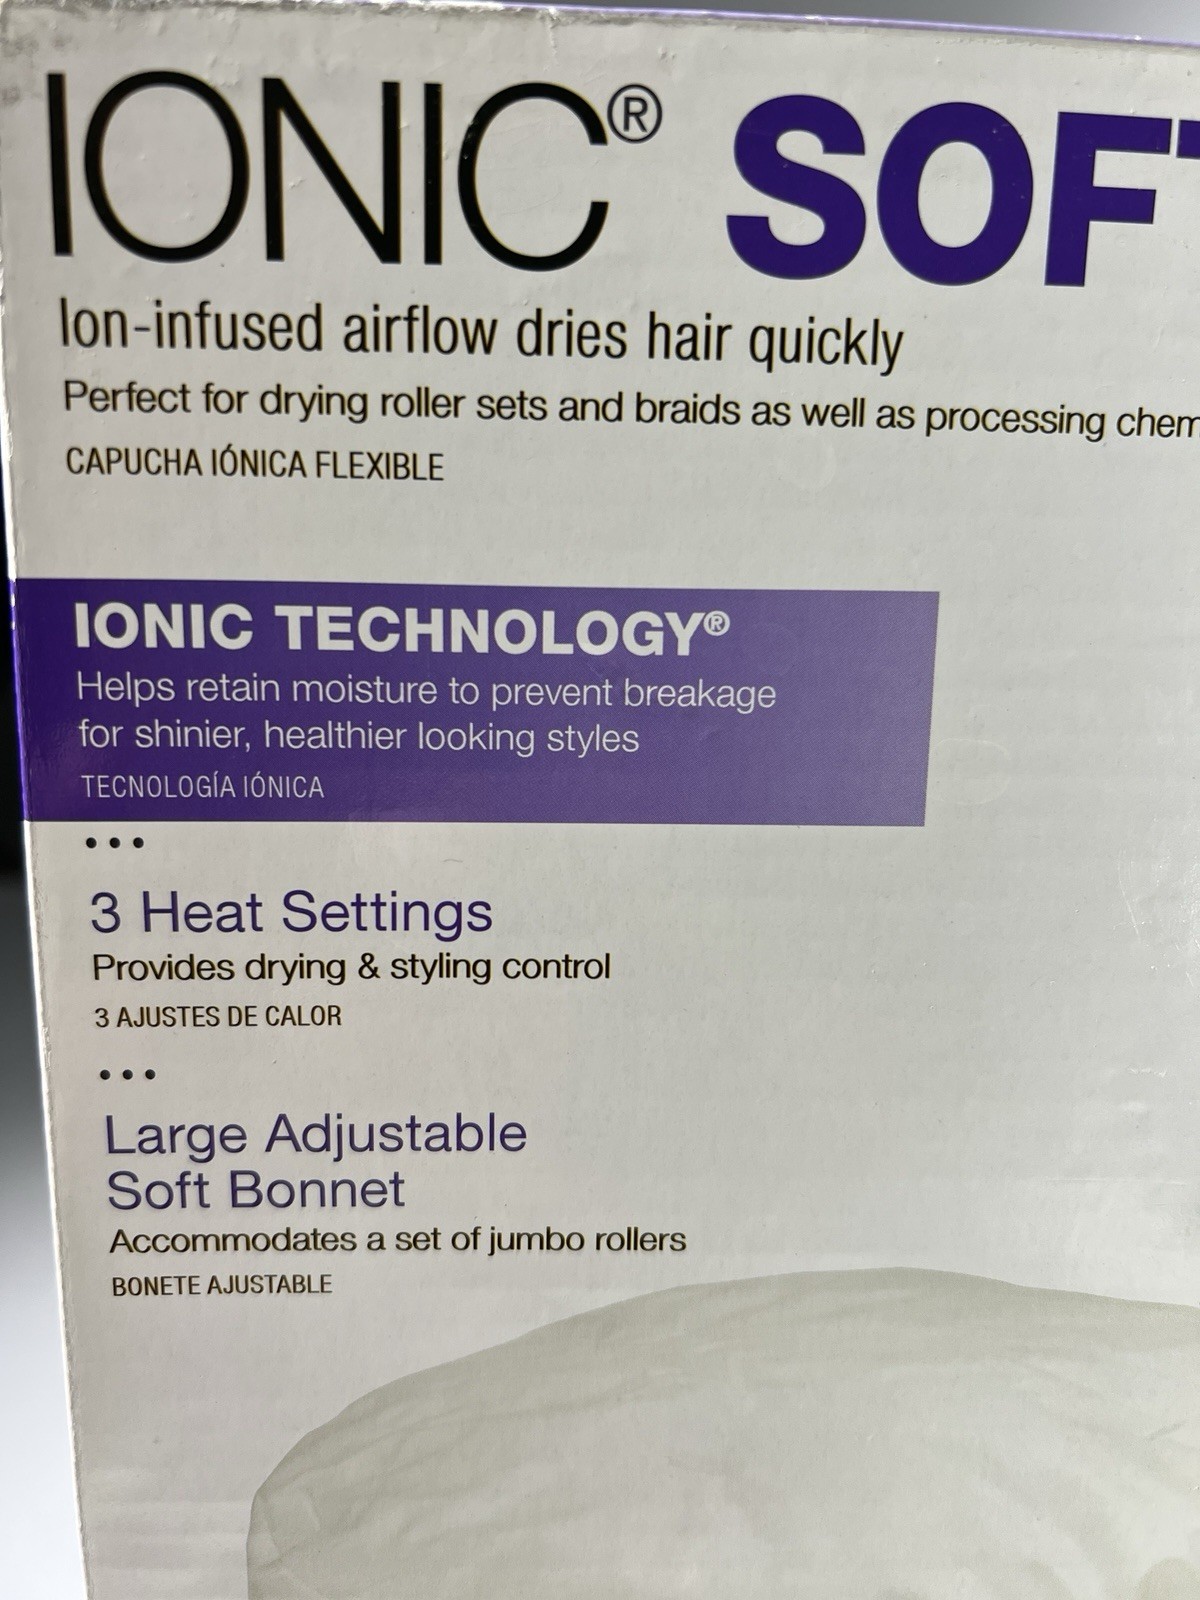 IONIC® SOFT
Ion-infused airflow dries hair quickly
Perfect for drying roller sets and braids as well as processing chem
CAPUCHA IÓNICA FLEXIBLE
IONIC TECHNOLOGY®
Helps retain moisture to prevent breakage
for shinier, healthier looking styles
TECNOLOGÍA IÓNICA
•••
3 Heat Settings
Provides drying & styling control
3 AJUSTES DE CALOR
•••
Large Adjustable
Soft Bonnet
Accommodates a set of jumbo rollers
BONETE AJUSTABLE